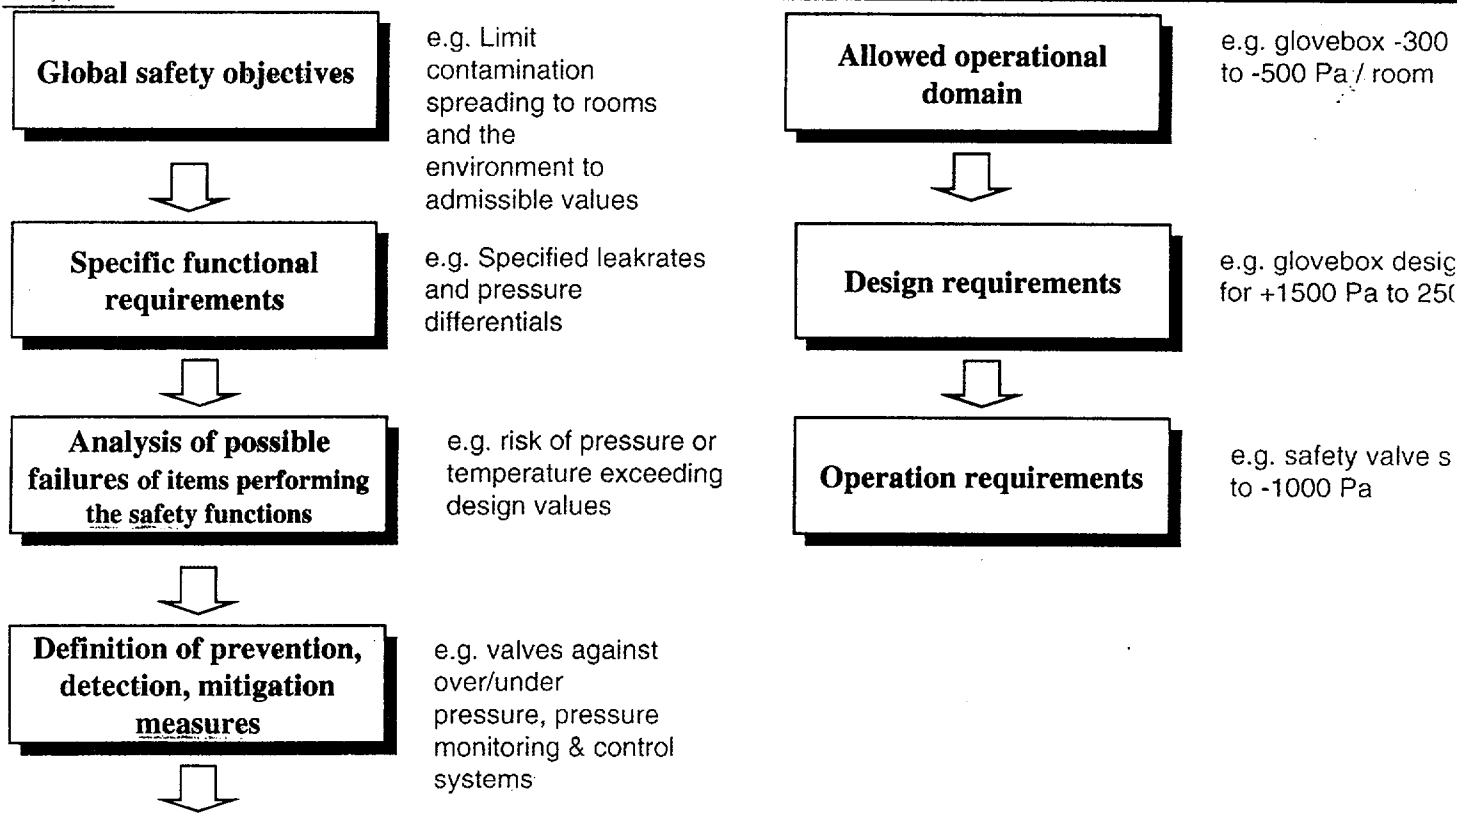 Global safety objectives
e.g. Limit
contamination
spreading to rooms
and the
environment to
admissible values
Specific functional
requirements
e.g. Specified leakrates
and pressure
differentials
Analysis of possible
failures of items performing
the safety functions
e.g. risk of pressure or
temperature exceeding
design values
Definition of prevention,
detection, mitigation
measures
e.g. valves against
over/under
pressure, pressure
monitoring & control
systems
Allowed operational
domain
e.g. glovebox -300
to -500 Pa / room
Design requirements
e.g. glovebox
for +1500 Pa to
Operation requirements
e.g. safety valve
to -1000 Pa